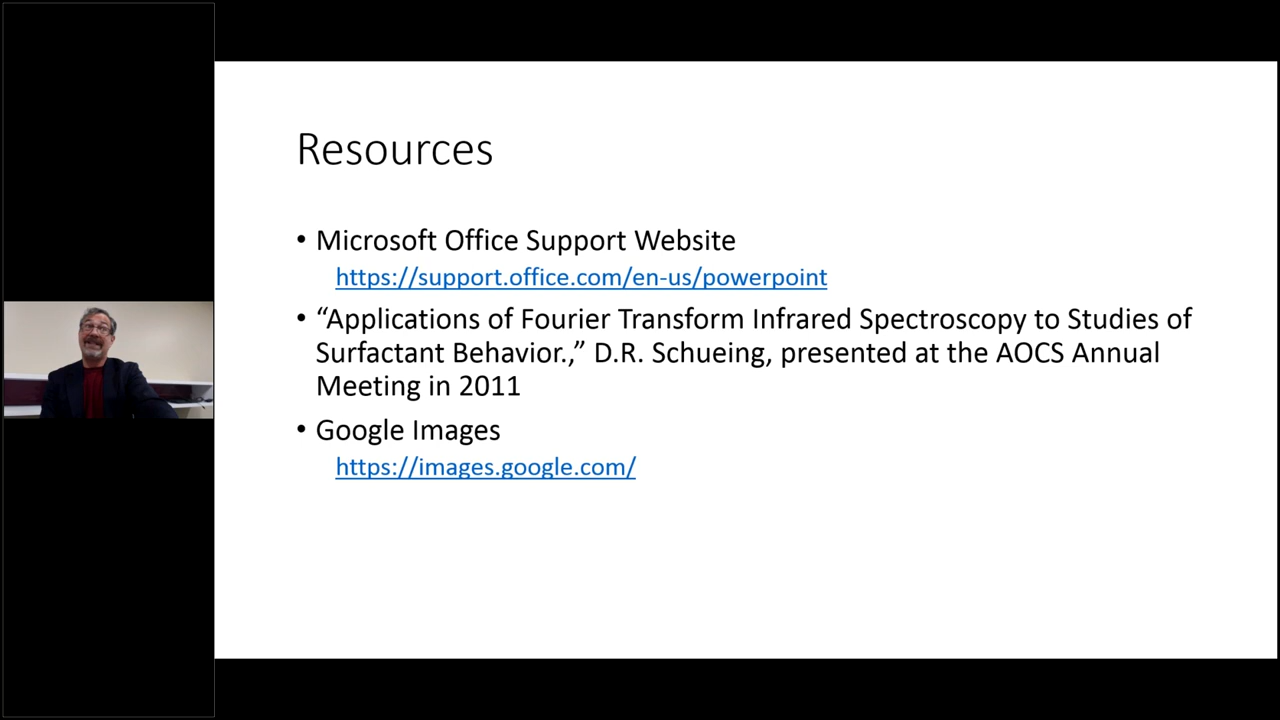 Resources
• Microsoft Office Support Website
https://support.office.com/en-us/powerpoint
• “Applications of Fourier Transform Infrared Spectroscopy to Studies of
Surfactant Behavior.,” D.R. Schueing, presented at the AOCS Annual
Meeting in 2011
• Google Images
https://images.google.com/